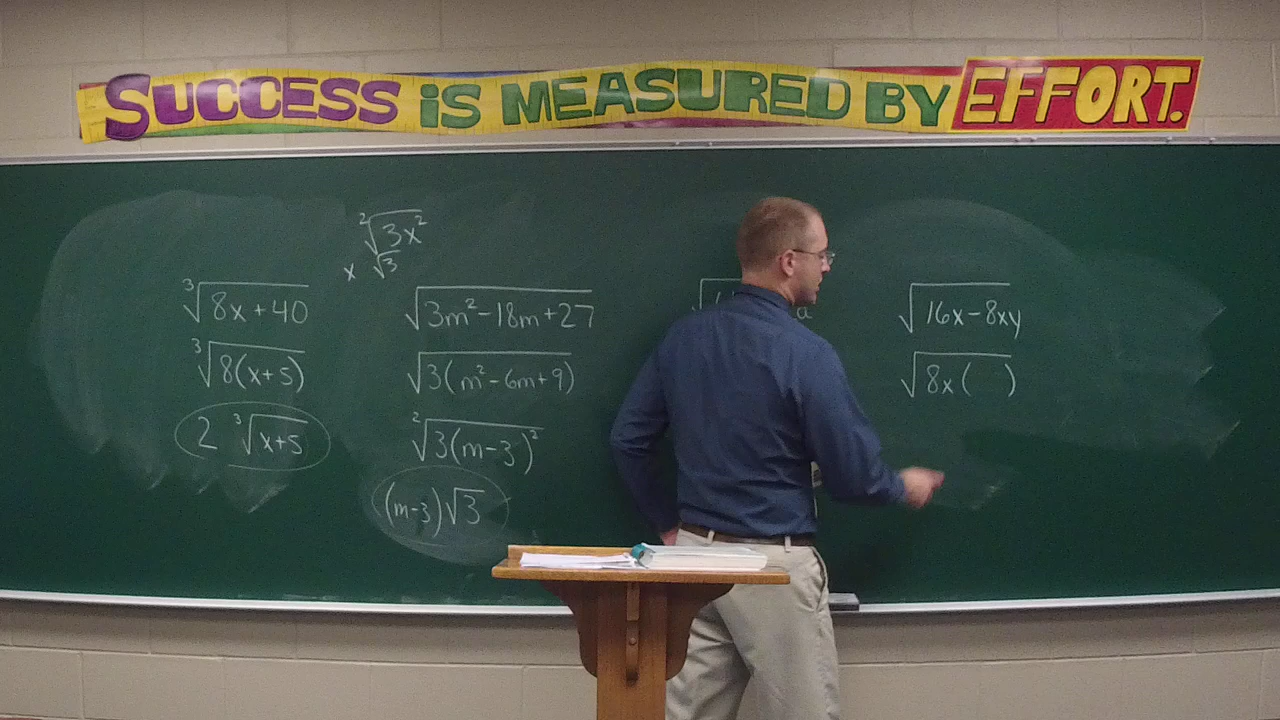 SUCCESS IS MEASURED BY EFFORT.
²√3x²
x √3
³√8x+40
³√8(x+5)
2 ³√x+5
√3m²-18m+27
√3(m²-6m+9)
²√3(m-3)²
(m-3)√3
a
√16x-8xy
√8x( )